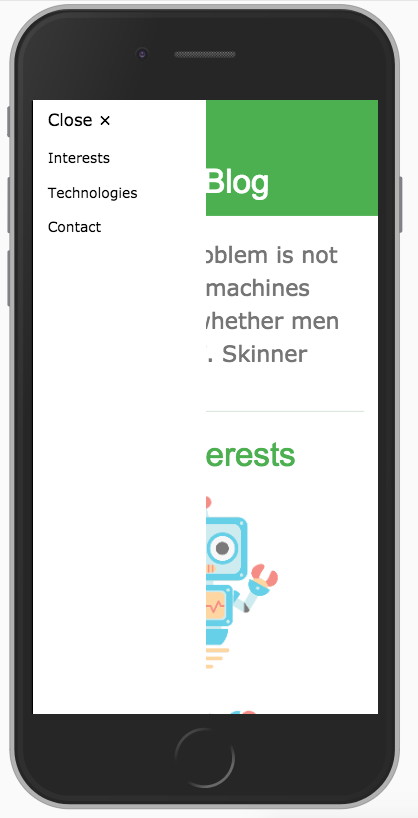 Close ×
Interests
Technologies
Contact
Blog
oblem is not
machines
whether men
. Skinner
erests